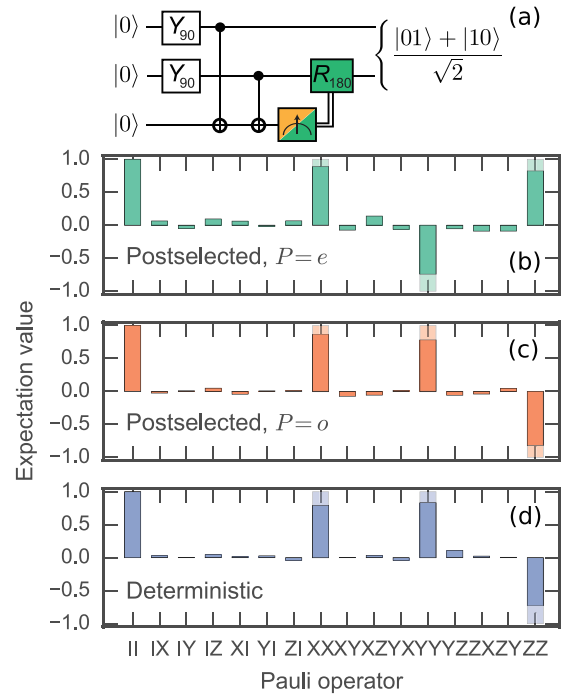 (a)
|0⟩ Y90 |01⟩ + |10⟩
|0⟩ Y90 R180 √2
|0⟩
1.0
0.5
0.0
−0.5 Postselected, P = e (b)
−1.0
Expectation value
1.0 (c)
0.5
0.0
−0.5 Postselected, P = o
−1.0
1.0 (d)
0.5
0.0
−0.5 Deterministic
−1.0
II IX IY IZ XI YI ZI XX XY XZ YX YY YZ ZX ZY ZZ
Pauli operator